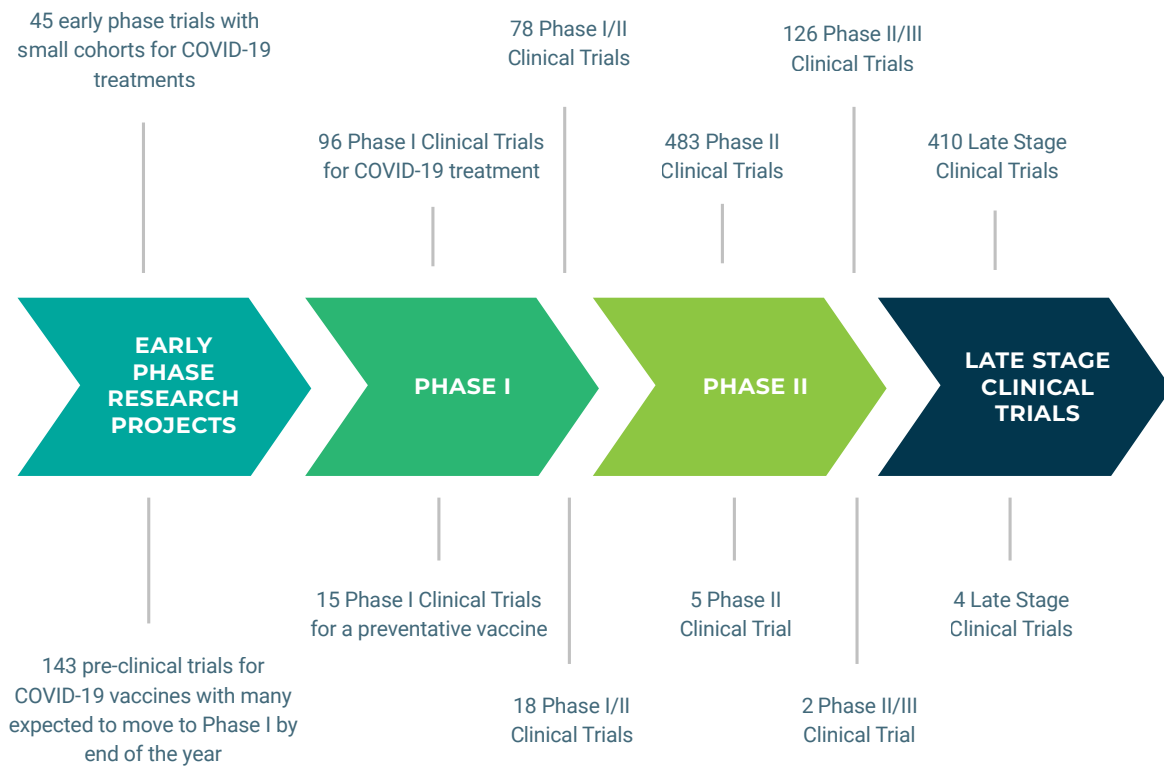 45 early phase trials with
small cohorts for COVID-19
treatments
78 Phase I/II
Clinical Trials
126 Phase II/III
Clinical Trials
96 Phase I Clinical Trials
for COVID-19 treatment
483 Phase II
Clinical Trials
410 Late Stage
Clinical Trials
EARLY
PHASE
RESEARCH
PROJECTS
PHASE I
PHASE II
LATE STAGE
CLINICAL
TRIALS
15 Phase I Clinical Trials
for a preventative vaccine
5 Phase II
Clinical Trial
4 Late Stage
Clinical Trials
143 pre-clinical trials for
COVID-19 vaccines with many
expected to move to Phase I by
end of the year
18 Phase I/II
Clinical Trials
2 Phase II/III
Clinical Trial